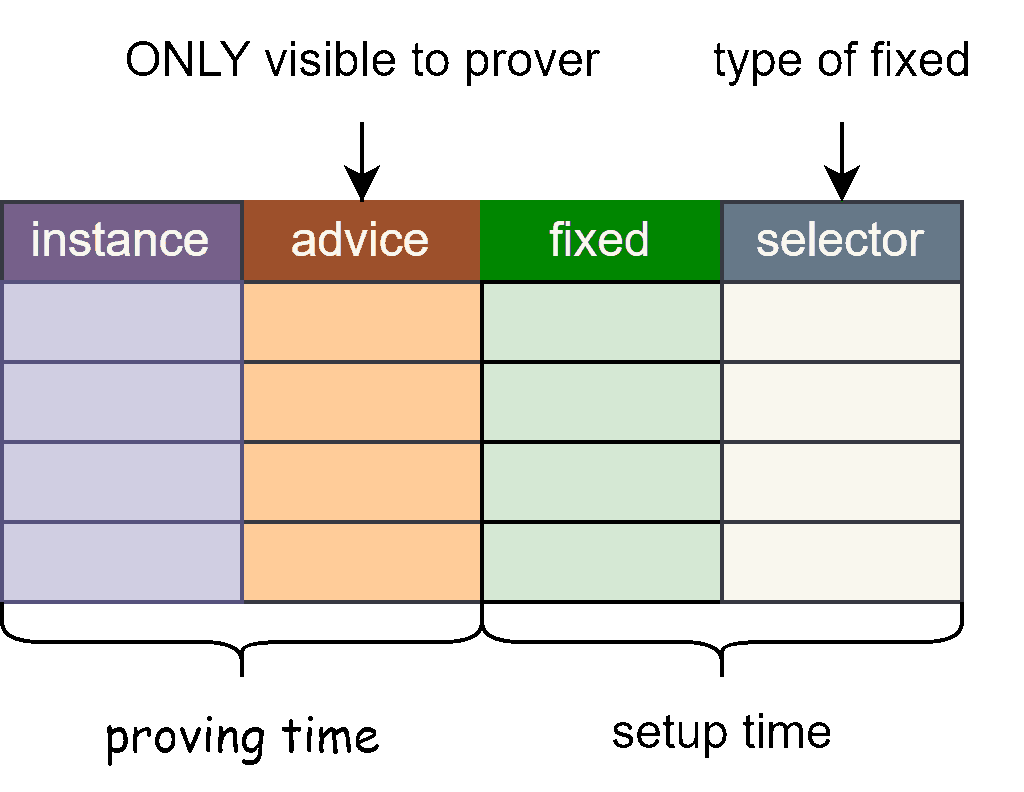 ONLY visible to prover
type of fixed
instance
advice
fixed
selector
proving time
setup time